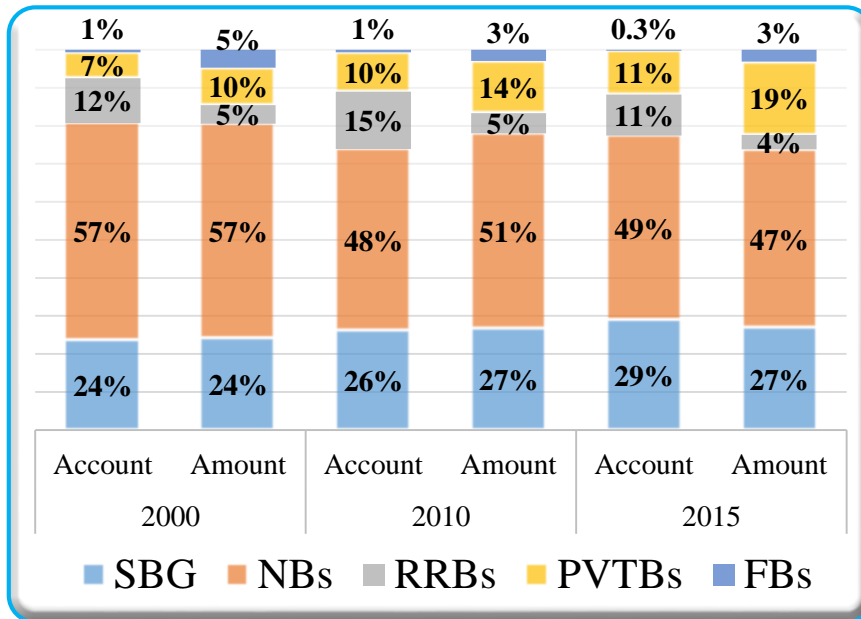 1% 5% 1% 3% 0.3% 3%
7% 10% 10% 14% 11% 19%
12% 5% 15% 5% 11% 4%
57% 57% 48% 51% 49% 47%
24% 24% 26% 27% 29% 27%
Account Amount Account Amount Account Amount
2000 2010 2015
SBG NBs RRBs PVTBs FBs